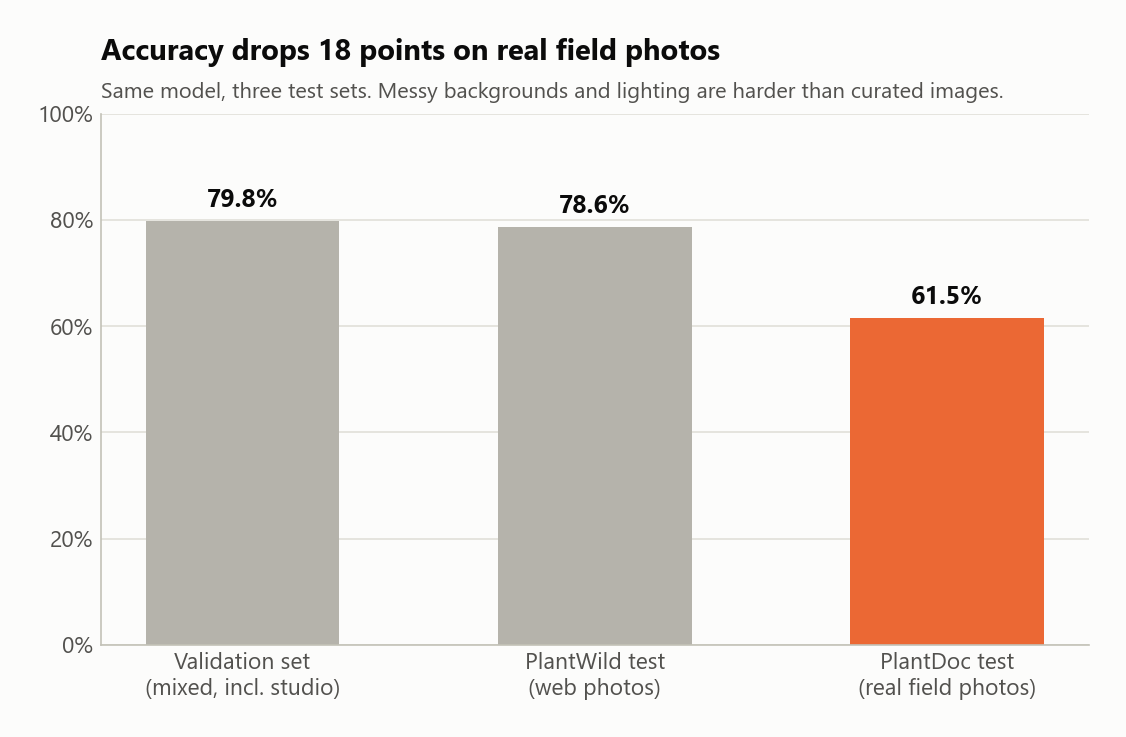 Accuracy drops 18 points on real field photos
Same model, three test sets. Messy backgrounds and lighting are harder than curated images.
100%
80%
60%
40%
20%
0%
79.8%
78.6%
61.5%
Validation set
(mixed, incl. studio)
PlantWild test
(web photos)
PlantDoc test
(real field photos)